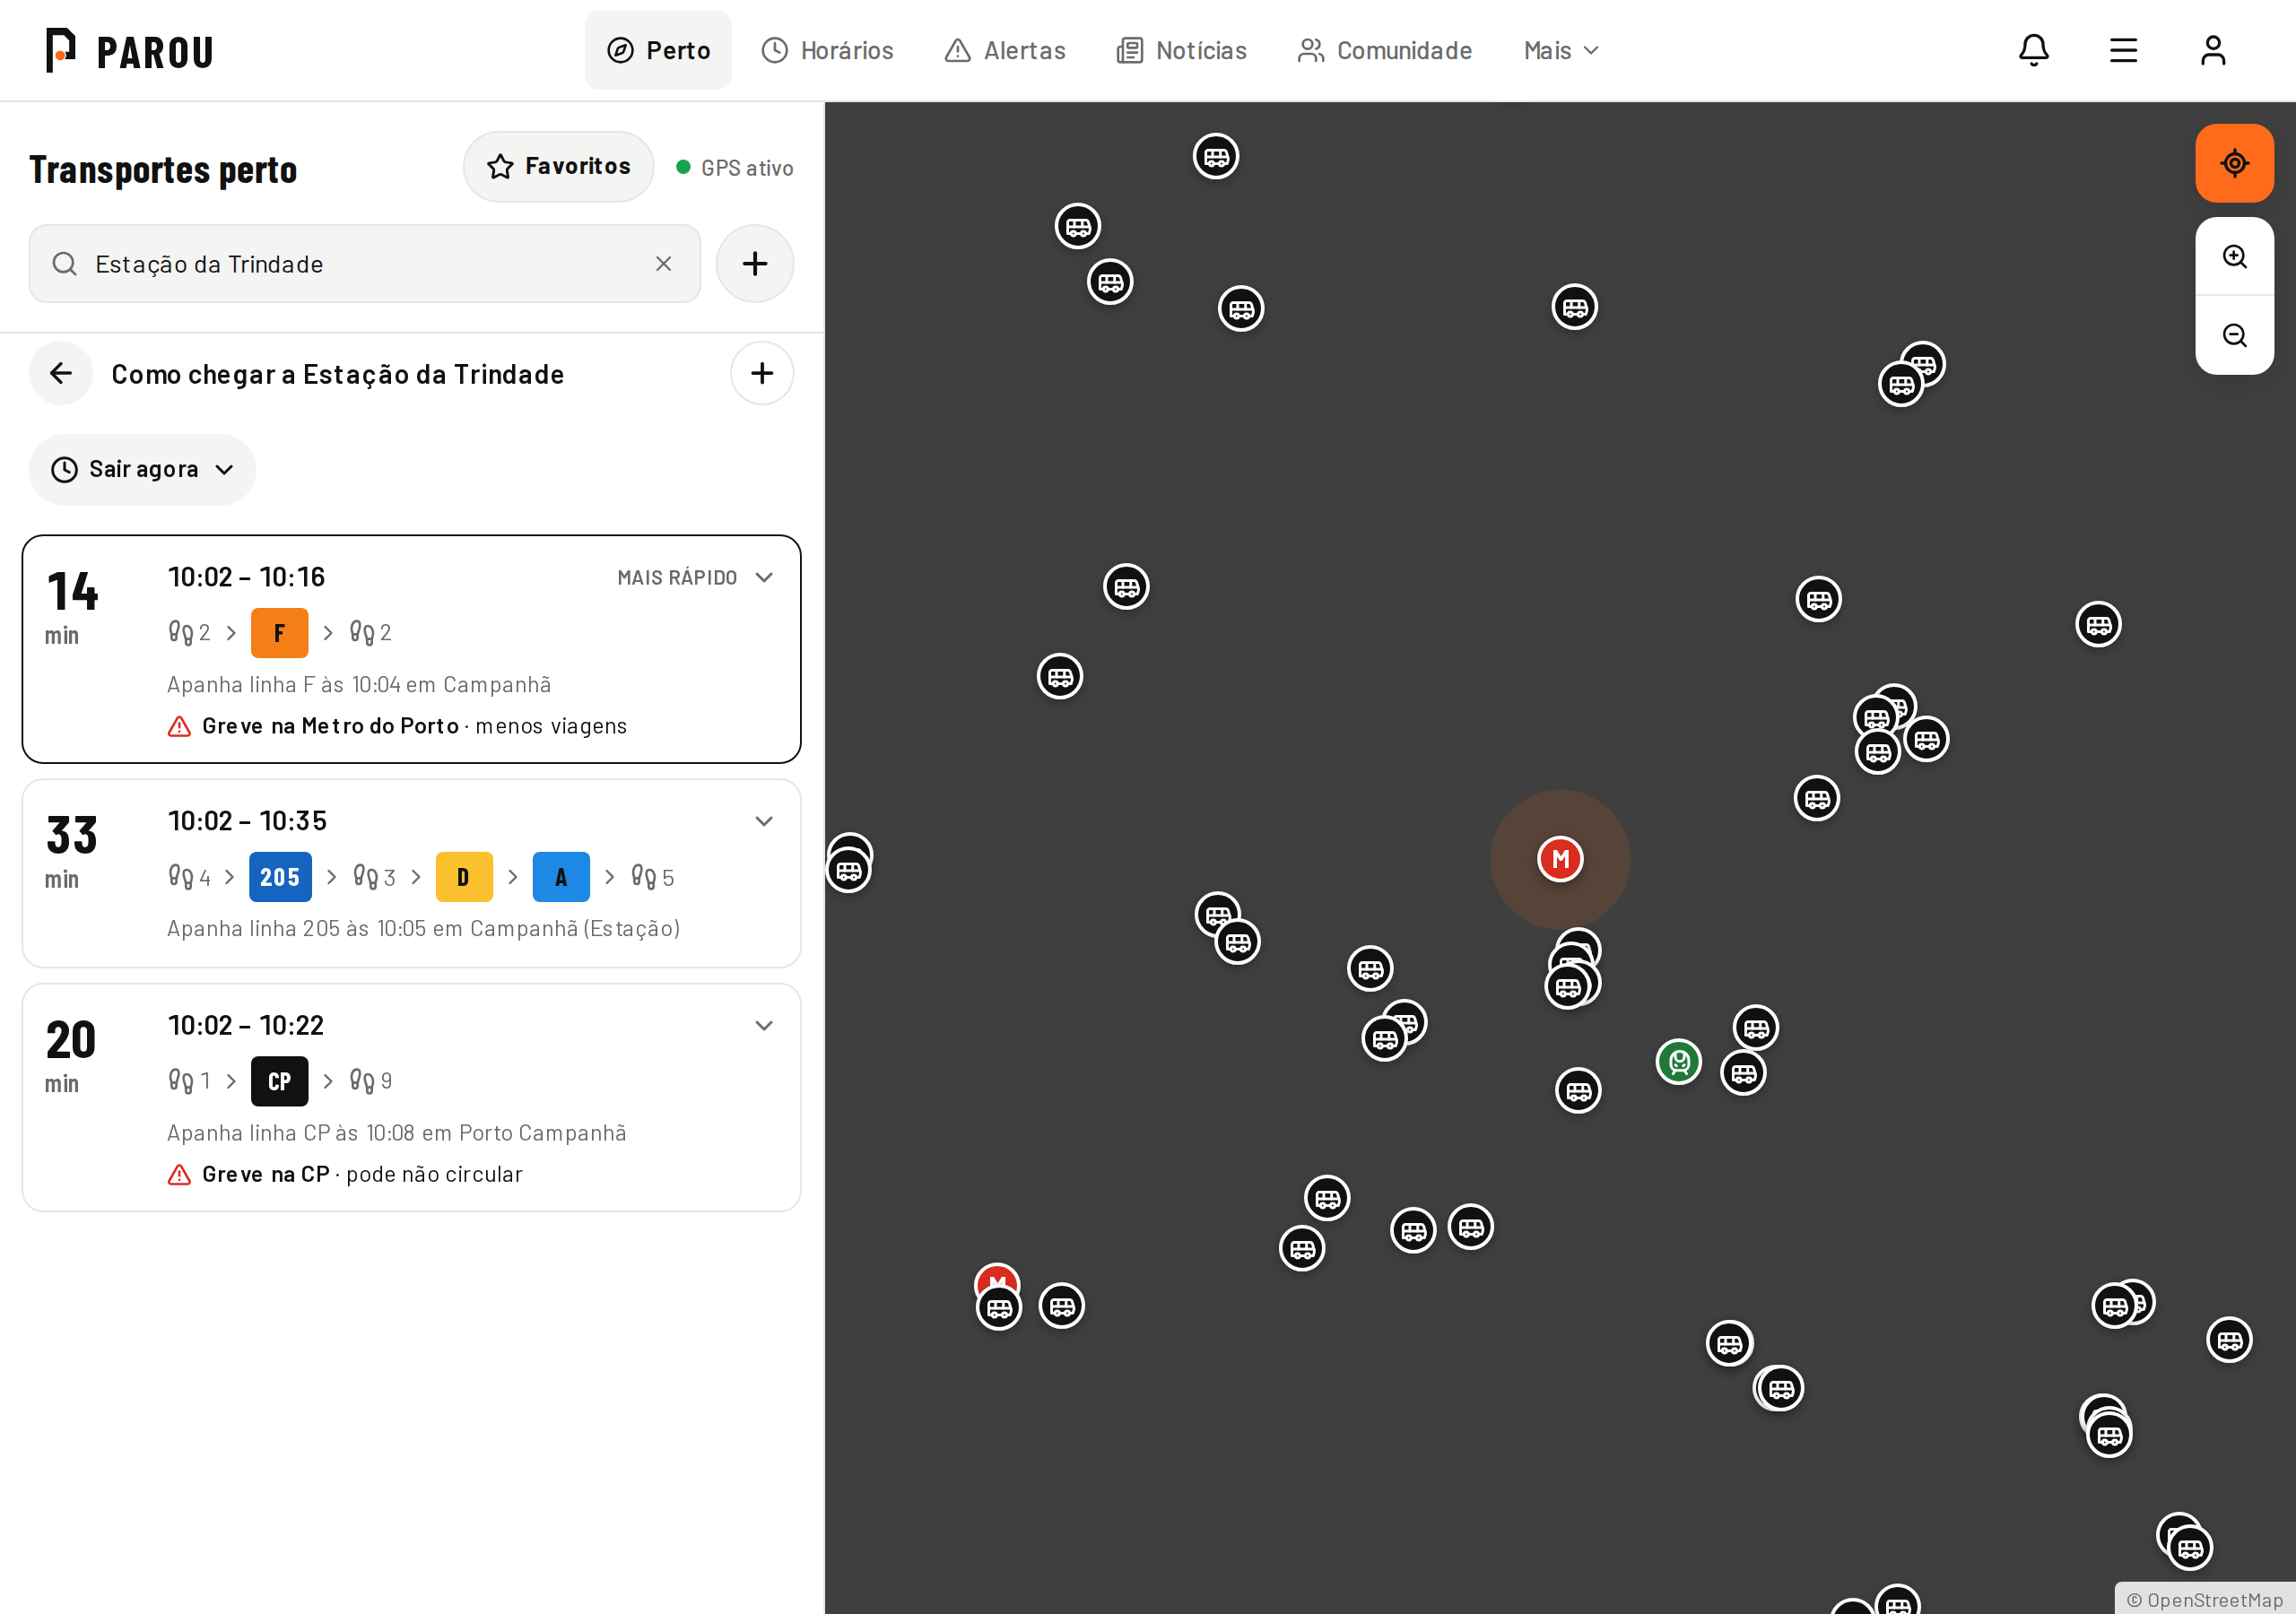 PAROU
Perto
Horários
Alertas
Notícias
Comunidade
Mais
Transportes perto
Favoritos
GPS ativo
Estação da Trindade
Como chegar a Estação da Trindade
Sair agora
14 min
10:02 – 10:16
MAIS RÁPIDO
2 > F > 2
Apanha linha F às 10:04 em Campanhã
Greve na Metro do Porto · menos viagens
33 min
10:02 – 10:35
4 > 205 > 3 > D > A > 5
Apanha linha 205 às 10:05 em Campanhã (Estação)
20 min
10:02 – 10:22
1 > CP > 9
Apanha linha CP às 10:08 em Porto Campanhã
Greve na CP · pode não circular
M
M
© OpenStreetMap